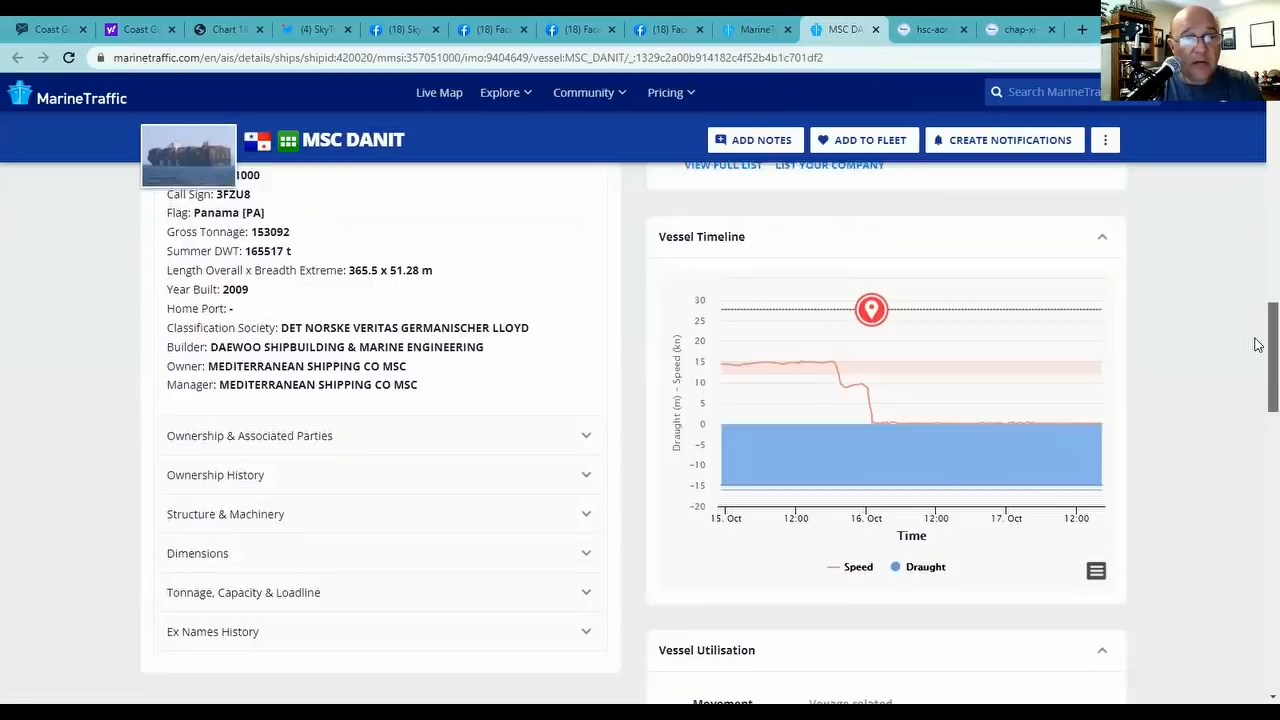 Coast G
Coast G
Chart 1
(4) SkyT
(18) Sky
(18) Fac
(18) Fac
(18) Fac
MarineT
MSC DA
hsc-aor
chap-xi-
marinetraffic.com/en/ais/details/ships/shipid:420020/mmsi:357051000/imo:9404649/vessel:MSC_DANIT/_:1329c2a00b914182c4f52b4b1c701df2
MarineTraffic
Live Map
Explore
Community
Pricing
Search MarineTra
MSC DANIT
ADD NOTES
ADD TO FLEET
CREATE NOTIFICATIONS
VIEW FULL LIST
LIST YOUR COMPANY
1000
Call Sign: 3FZU8
Flag: Panama [PA]
Gross Tonnage: 153092
Summer DWT: 165517 t
Length Overall x Breadth Extreme: 365.5 x 51.28 m
Year Built: 2009
Home Port: -
Classification Society: DET NORSKE VERITAS GERMANISCHER LLOYD
Builder: DAEWOO SHIPBUILDING & MARINE ENGINEERING
Owner: MEDITERRANEAN SHIPPING CO MSC
Manager: MEDITERRANEAN SHIPPING CO MSC
Ownership & Associated Parties
Ownership History
Structure & Machinery
Dimensions
Tonnage, Capacity & Loadline
Ex Names History
Vessel Timeline
Draught (m) – Speed (kn)
30
25
20
15
10
5
0
−5
−10
−15
−20
15. Oct
12:00
16. Oct
12:00
17. Oct
12:00
Time
Speed
Draught
Vessel Utilisation
Movement
Voyage related